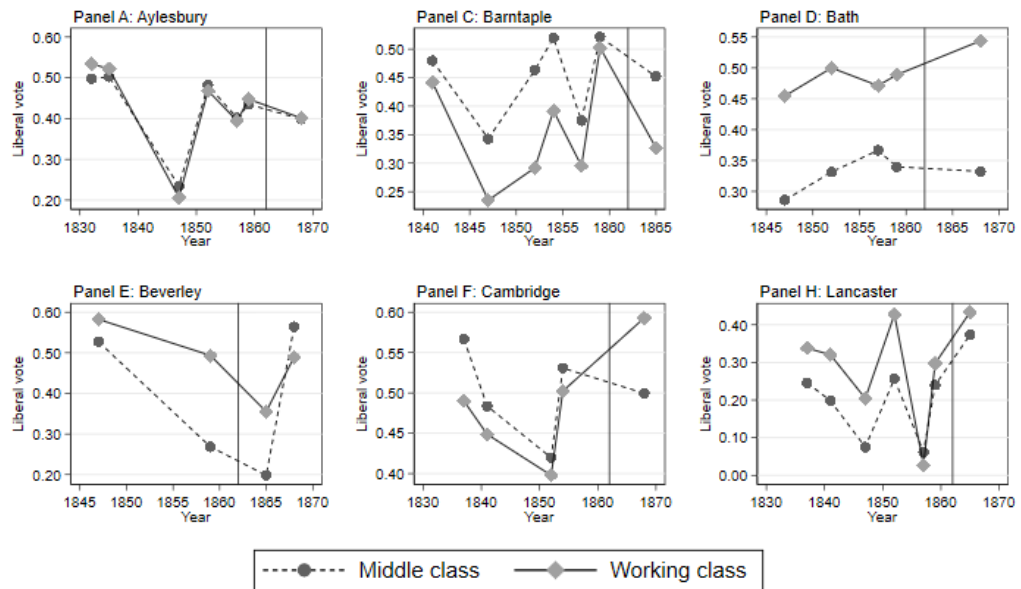 Panel A: Aylesbury
Liberal vote
0.60
0.50
0.40
0.30
0.20
1830 1840 1850 1860 1870
Year
Panel C: Barntaple
Liberal vote
0.50
0.45
0.40
0.35
0.30
0.25
1840 1845 1850 1855 1860 1865
Year
Panel D: Bath
Liberal vote
0.55
0.50
0.45
0.40
0.35
0.30
1845 1850 1855 1860 1865 1870
Year
Panel E: Beverley
Liberal vote
0.60
0.50
0.40
0.30
0.20
1845 1850 1855 1860 1865 1870
Year
Panel F: Cambridge
Liberal vote
0.60
0.55
0.50
0.45
0.40
1830 1840 1850 1860 1870
Year
Panel H: Lancaster
Liberal vote
0.40
0.30
0.20
0.10
0.00
1830 1840 1850 1860 1870
Year
Middle class Working class